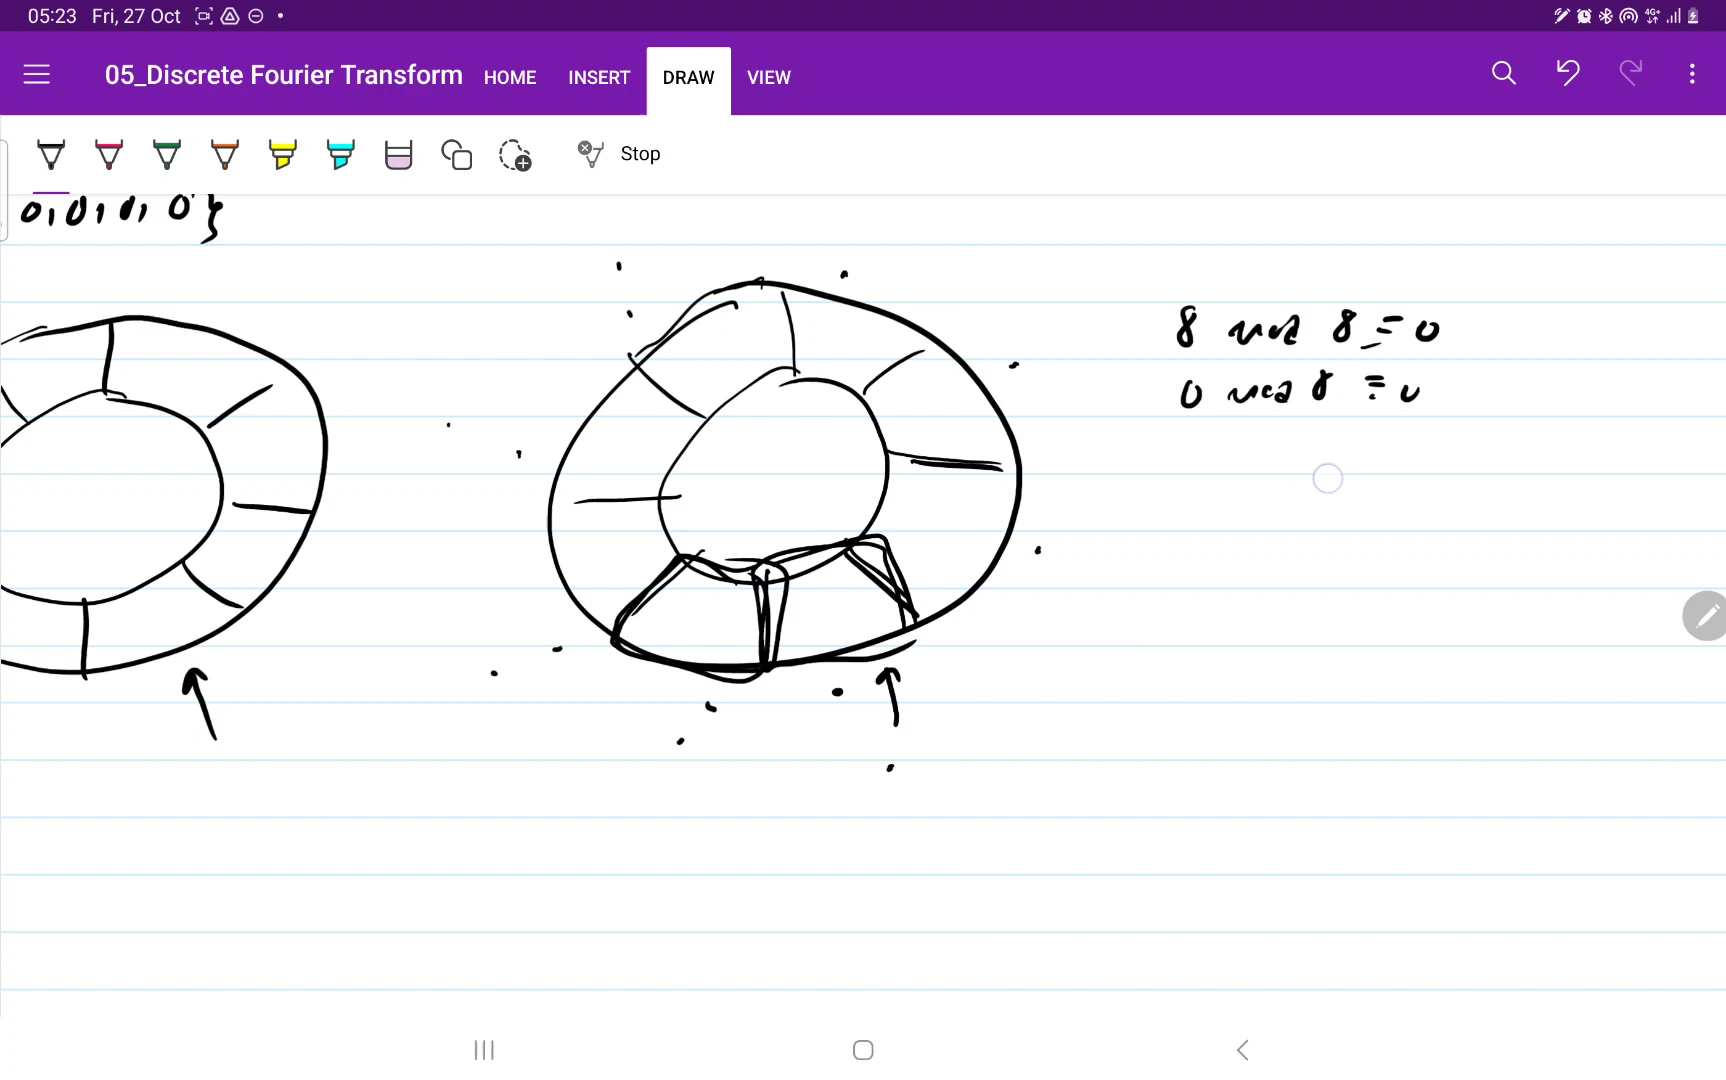 05:23 Fri, 27 Oct 4G+
05_Discrete Fourier Transform HOME INSERT DRAW VIEW
Stop
0,0,0,0}
8 mod 8 = 0
0 mod 8 = 0